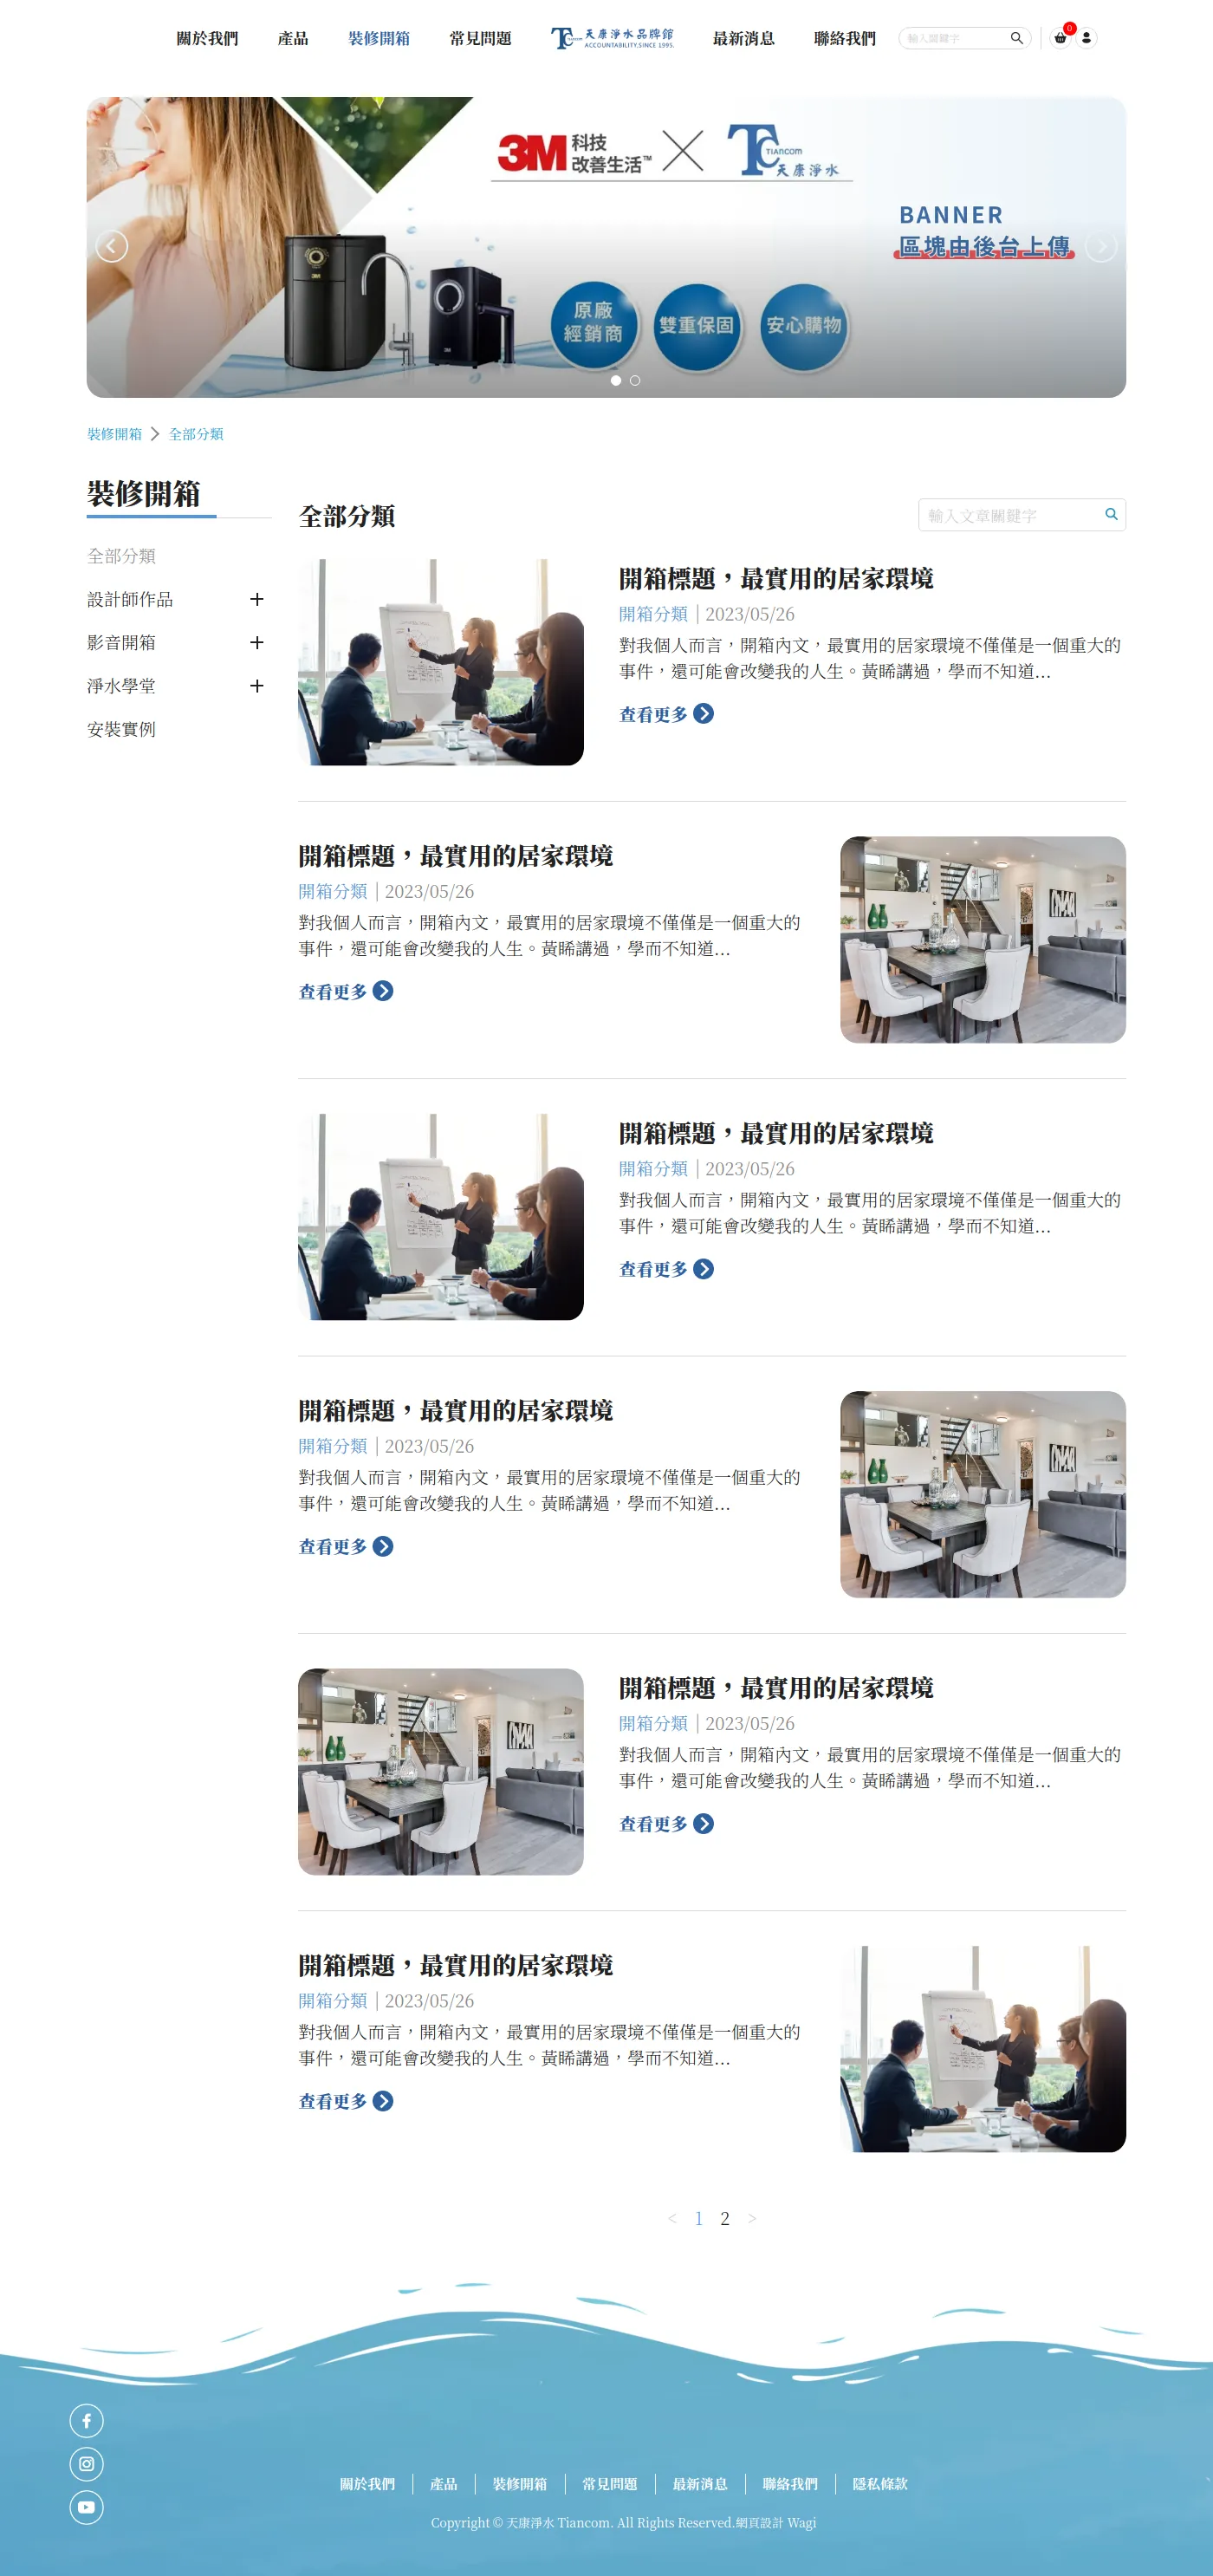 關於我們
產品
裝修開箱
常見問題
Tiancom
天康淨水品牌館
ACCOUNTABILITY.SINCE 1995.
最新消息
聯絡我們
輸入關鍵字
0
3M 科技
改善生活™
TIANCOM
天康淨水
BANNER
區塊由後台上傳
3M
3M
原廠
經銷商
雙重保固
安心購物
裝修開箱
全部分類
裝修開箱
全部分類
設計師作品
影音開箱
淨水學堂
安裝實例
全部分類
輸入文章關鍵字
開箱標題，最實用的居家環境
開箱分類 | 2023/05/26
對我個人而言，開箱內文，最實用的居家環境不僅僅是一個重大的
事件，還可能會改變我的人生。黃睎講過，學而不知道...
查看更多
開箱標題，最實用的居家環境
開箱分類 | 2023/05/26
對我個人而言，開箱內文，最實用的居家環境不僅僅是一個重大的
事件，還可能會改變我的人生。黃睎講過，學而不知道...
查看更多
開箱標題，最實用的居家環境
開箱分類 | 2023/05/26
對我個人而言，開箱內文，最實用的居家環境不僅僅是一個重大的
事件，還可能會改變我的人生。黃睎講過，學而不知道...
查看更多
開箱標題，最實用的居家環境
開箱分類 | 2023/05/26
對我個人而言，開箱內文，最實用的居家環境不僅僅是一個重大的
事件，還可能會改變我的人生。黃睎講過，學而不知道...
查看更多
開箱標題，最實用的居家環境
開箱分類 | 2023/05/26
對我個人而言，開箱內文，最實用的居家環境不僅僅是一個重大的
事件，還可能會改變我的人生。黃睎講過，學而不知道...
查看更多
開箱標題，最實用的居家環境
開箱分類 | 2023/05/26
對我個人而言，開箱內文，最實用的居家環境不僅僅是一個重大的
事件，還可能會改變我的人生。黃睎講過，學而不知道...
查看更多
< 1 2 >
關於我們 | 產品 | 裝修開箱 | 常見問題 | 最新消息 | 聯絡我們 | 隱私條款
Copyright © 天康淨水 Tiancom. All Rights Reserved.網頁設計 Wagi